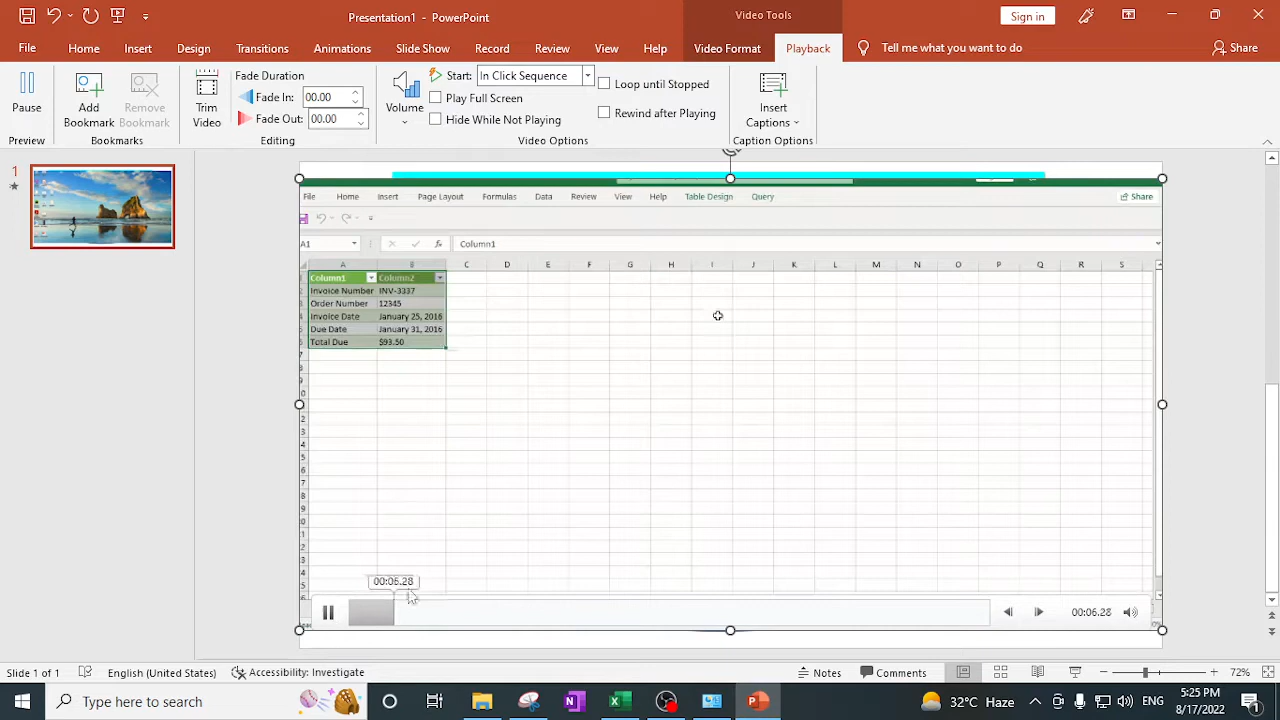 Presentation1 - PowerPoint
Video Tools
Sign in
File Home Insert Design Transitions Animations Slide Show Record Review View Help Video Format Playback Tell me what you want to do Share
Pause
Add Bookmark
Remove Bookmark
Trim Video
Fade Duration
Fade In: 00.00
Fade Out: 00.00
Volume
Start: In Click Sequence
Play Full Screen
Hide While Not Playing
Loop until Stopped
Rewind after Playing
Insert Captions
Preview Bookmarks Editing Video Options Caption Options
1
File Home Insert Page Layout Formulas Data Review View Help Table Design Query Share
A1 fx Column1
A B C D E F G H I J K L M N O P Q R S
Column1 Column2
Invoice Number INV-3337
Order Number 12345
Invoice Date January 25, 2016
Due Date January 31, 2016
Total Due $93.50
00:06.28
00:06.28
Slide 1 of 1 English (United States) Accessibility: Investigate Notes Comments 72%
Type here to search
32°C Haze ENG
5:25 PM
8/17/2022
1